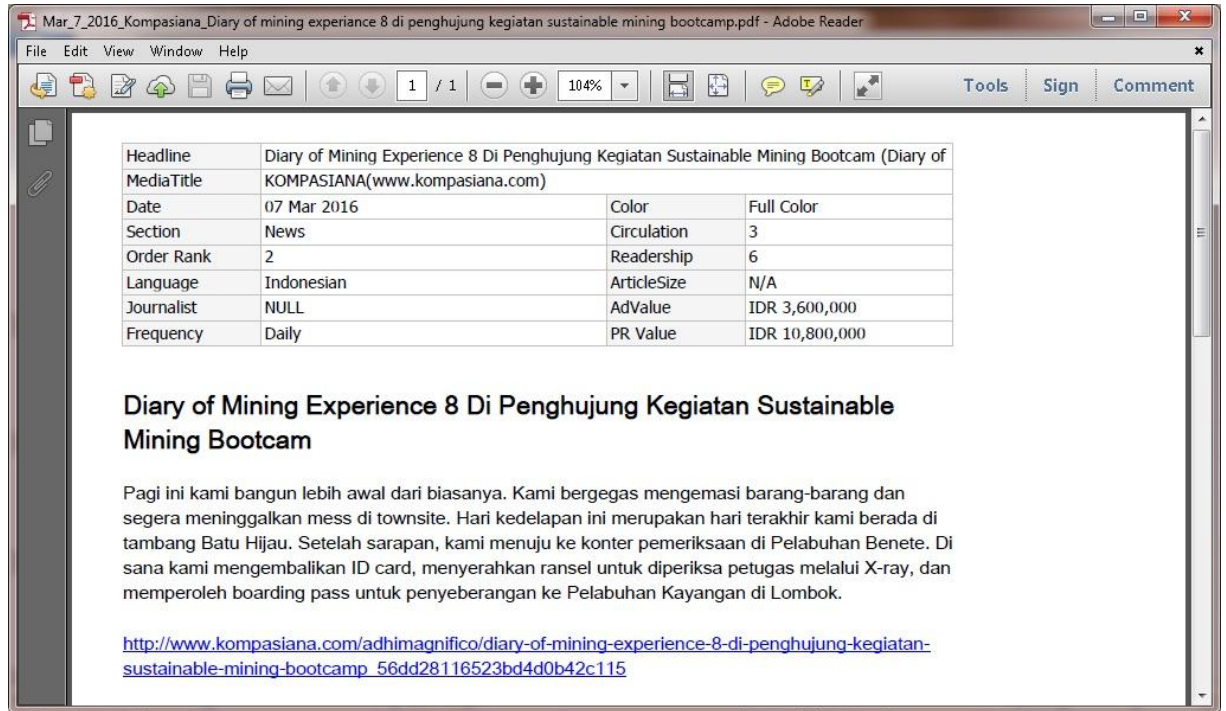 Mar_7_2016_Kompasiana_Diary of mining experiance 8 di penghujung kegiatan sustainable mining bootcamp.pdf - Adobe Reader
File Edit View Window Help
1 / 1 104% Tools Sign Comment
Headline Diary of Mining Experience 8 Di Penghujung Kegiatan Sustainable Mining Bootcam (Diary of
MediaTitle KOMPASIANA(www.kompasiana.com)
Date 07 Mar 2016 Color Full Color
Section News Circulation 3
Order Rank 2 Readership 6
Language Indonesian ArticleSize N/A
Journalist NULL AdValue IDR 3,600,000
Frequency Daily PR Value IDR 10,800,000
Diary of Mining Experience 8 Di Penghujung Kegiatan Sustainable
Mining Bootcam
Pagi ini kami bangun lebih awal dari biasanya. Kami bergegas mengemasi barang-barang dan
segera meninggalkan mess di townsite. Hari kedelapan ini merupakan hari terakhir kami berada di
tambang Batu Hijau. Setelah sarapan, kami menuju ke konter pemeriksaan di Pelabuhan Benete. Di
sana kami mengembalikan ID card, menyerahkan ransel untuk diperiksa petugas melalui X-ray, dan
memperoleh boarding pass untuk penyeberangan ke Pelabuhan Kayangan di Lombok.
http://www.kompasiana.com/adhimagnifico/diary-of-mining-experience-8-di-penghujung-kegiatan-
sustainable-mining-bootcamp_56dd28116523bd4d0b42c115